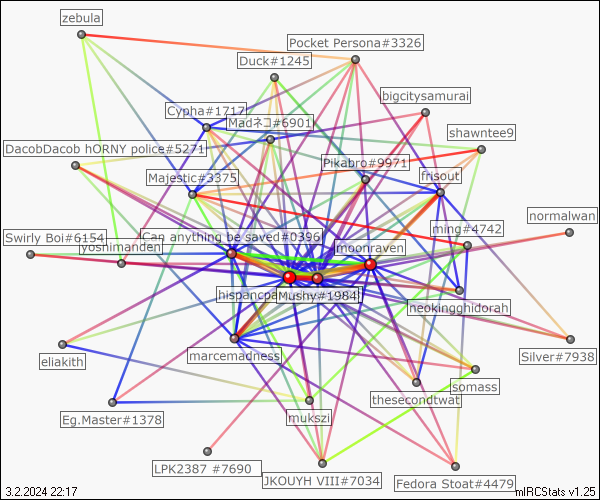 zebula
Pocket Persona#3326
Duck#1245
bigcitysamurai
Cypha#1717
Madネコ#6901
shawntee9
DacobDacob hORNY police#5271
Pikabro#9971
Majestic#3375
frisout
normalwan
ming#4742
Swirly Boi#6154
Can anything be saved#0396
yoshimanden
moonraven
hispancpa
Mushy#1984
neokingghidorah
marcemadness
Silver#7938
eliakith
somass
thesecondtwat
Eg.Master#1378
mukszi
LPK2387 #7690
JKOUYH VIII#7034
Fedora Stoat#4479
3.2.2024 22:17
mIRCStats v1.25